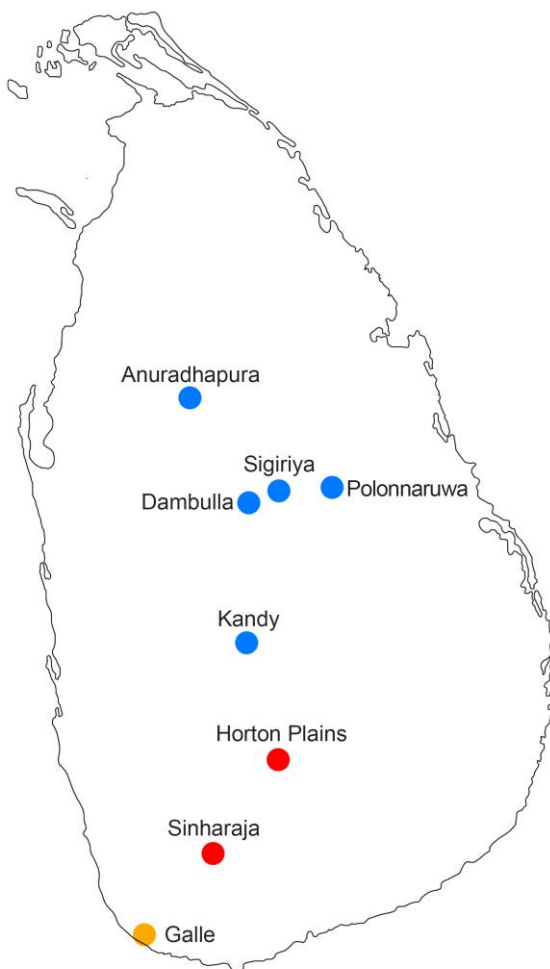 Anuradhapura
Sigiriya
Polonnaruwa
Dambulla
Kandy
Horton Plains
Sinharaja
Galle